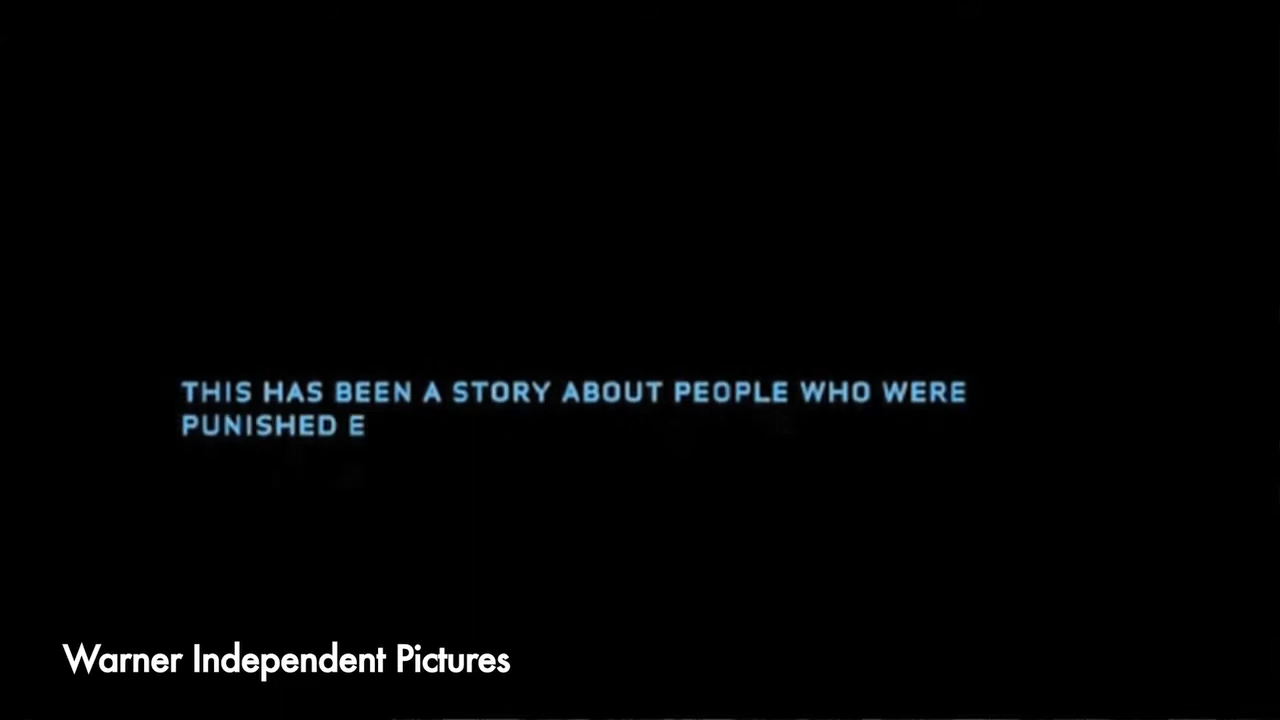 THIS HAS BEEN A STORY ABOUT PEOPLE WHO WERE
PUNISHED E
Warner Independent Pictures